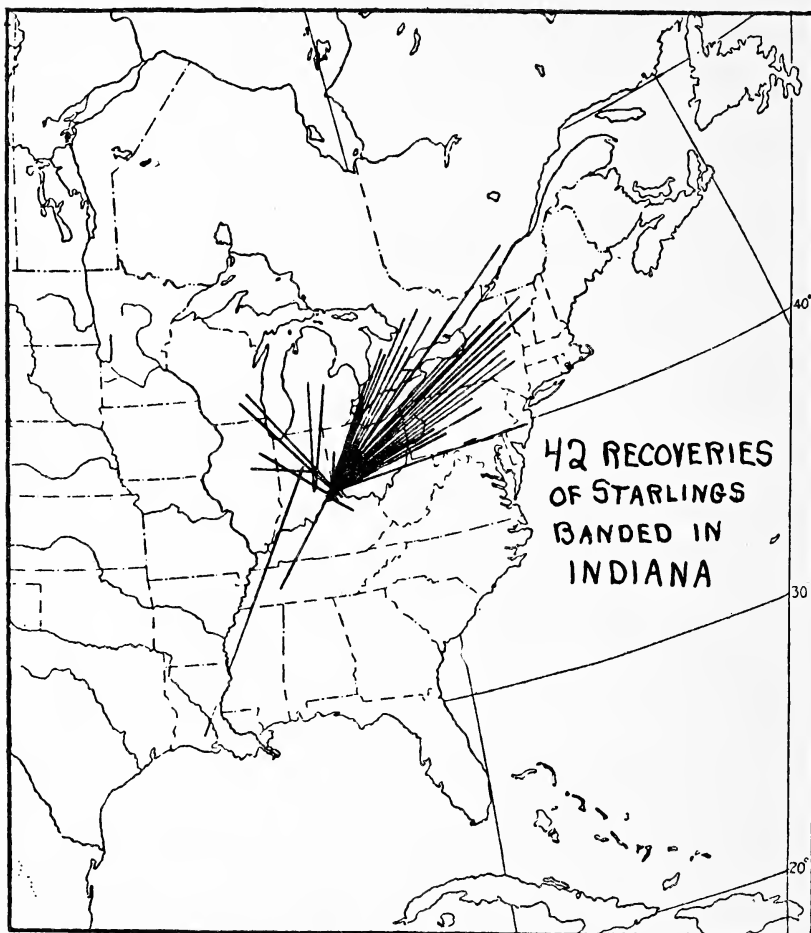 40°
42 RECOVERIES
OF STARLINGS
BANDED IN
INDIANA
30
20°